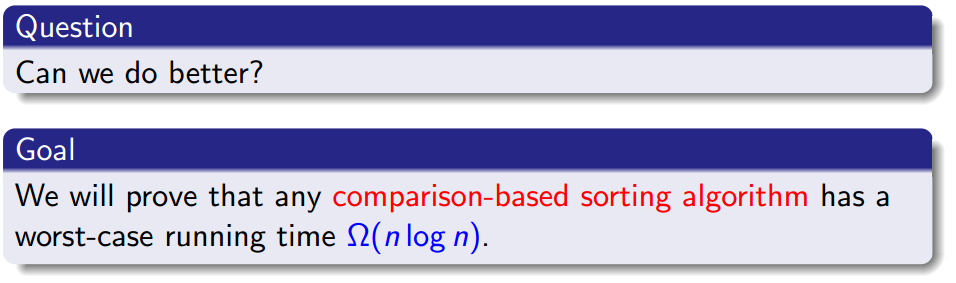 Question
Can we do better?
Goal
We will prove that any comparison-based sorting algorithm has a
worst-case running time Ω(n log n).